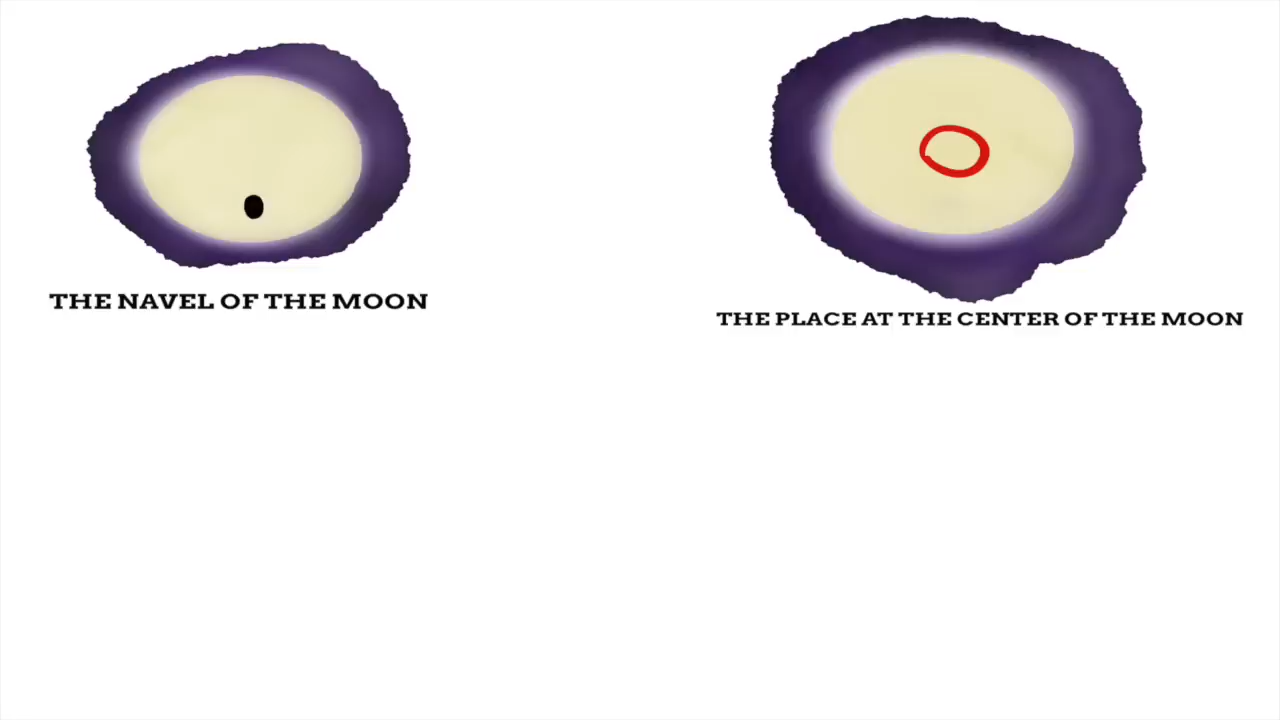 THE NAVEL OF THE MOON
THE PLACE AT THE CENTER OF THE MOON